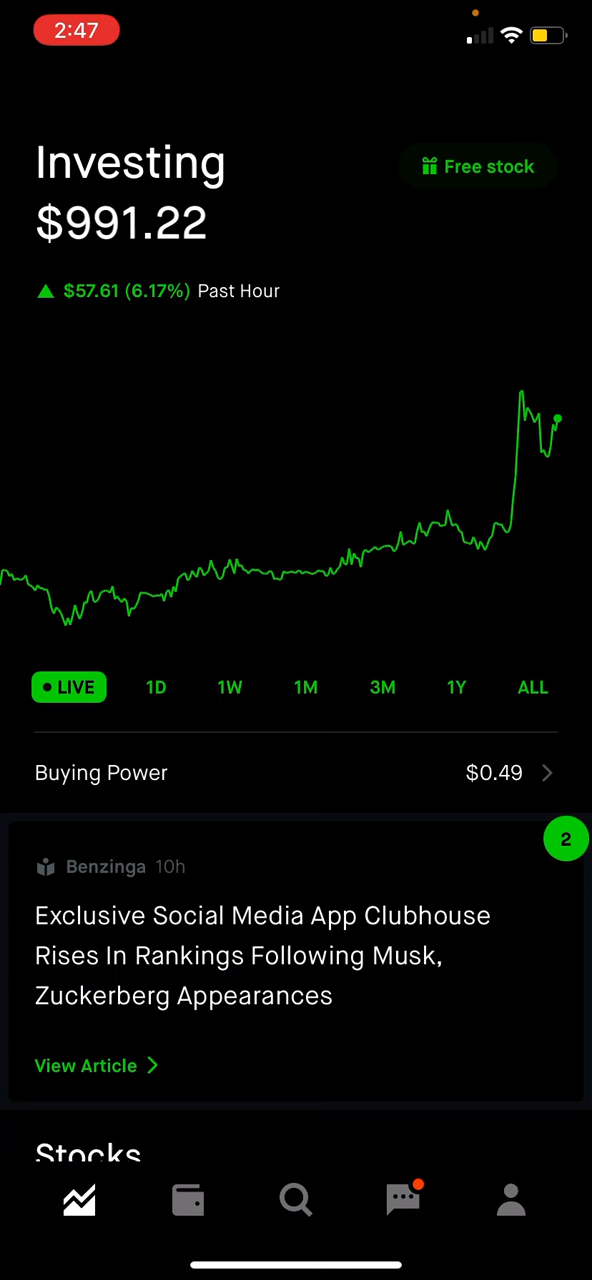 2:47
Investing
Free stock
$991.22
$57.61 (6.17%) Past Hour
LIVE 1D 1W 1M 3M 1Y ALL
Buying Power $0.49
2
Benzinga 10h
Exclusive Social Media App Clubhouse
Rises In Rankings Following Musk,
Zuckerberg Appearances
View Article
Stocks